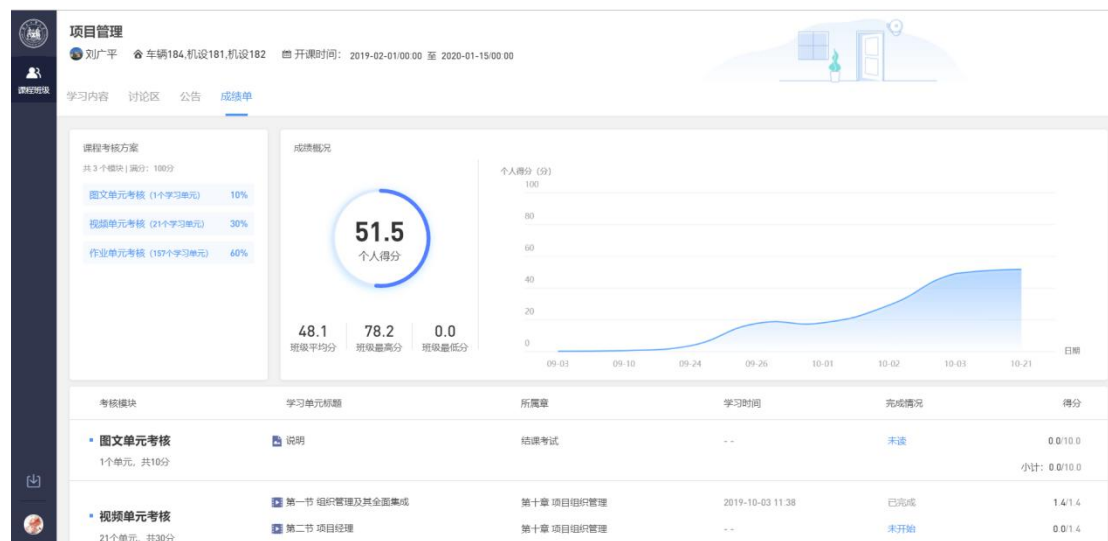 项目管理
刘广平 车辆184,机设181,机设182 开课时间: 2019-02-01/00:00 至 2020-01-15/00:00
课程班级
学习内容 讨论区 公告 成绩单
课程考核方案
共 3 个模块 | 满分: 100分
图文单元考核 (1个学习单元) 10%
视频单元考核 (21个学习单元) 30%
作业单元考核 (157个学习单元) 60%
成绩概况
51.5
个人得分
48.1 78.2 0.0
班级平均分 班级最高分 班级最低分
个人得分 (分)
100
80
60
40
20
0
日期
09-03 09-10 09-24 09-26 10-01 10-02 10-03 10-21
考核模块 学习单元标题 所属章 学习时间 完成情况 得分
图文单元考核 说明 结课考试 - - 未读 0.0/10.0
1个单元, 共10分 小计: 0.0/10.0
第一节 组织管理及其全面集成 第十章 项目组织管理 2019-10-03 11:38 已完成 1.4/1.4
视频单元考核
第二节 项目经理 第十章 项目组织管理 - - 未开始 0.0/1.4
21个单元, 共30分